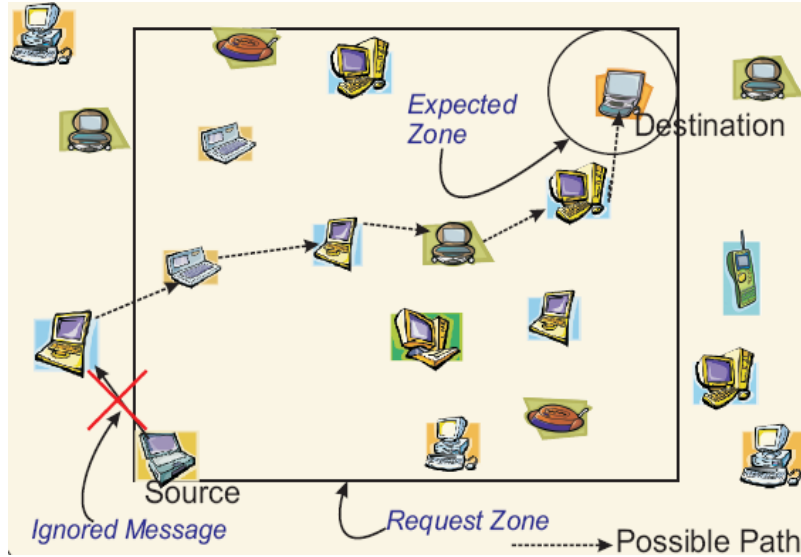 Expected
Zone
Destination
Source
Ignored Message
Request Zone
Possible Path